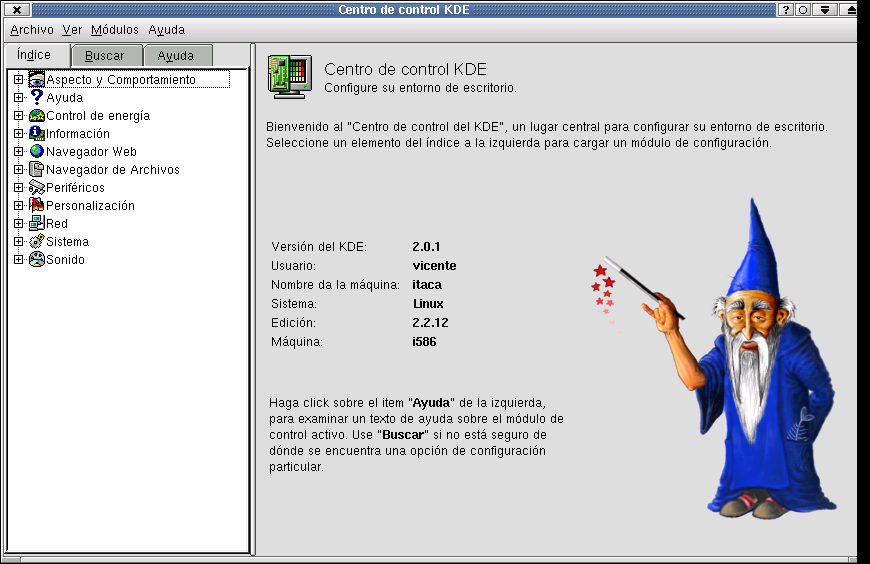 Centro de control KDE
Archivo Ver Módulos Ayuda
Índice Buscar Ayuda
Aspecto y Comportamiento
Ayuda
Control de energía
Información
Navegador Web
Navegador de Archivos
Periféricos
Personalización
Red
Sistema
Sonido
Centro de control KDE
Configure su entorno de escritorio.
Bienvenido al "Centro de control del KDE", un lugar central para configurar su entorno de escritorio.
Seleccione un elemento del índice a la izquierda para cargar un módulo de configuración.
Versión del KDE: 2.0.1
Usuario: vicente
Nombre da la máquina: itaca
Sistema: Linux
Edición: 2.2.12
Máquina: i586
Haga click sobre el item "Ayuda" de la izquierda,
para examinar un texto de ayuda sobre el módulo de
control activo. Use "Buscar" si no está seguro de
dónde se encuentra una opción de configuración
particular.